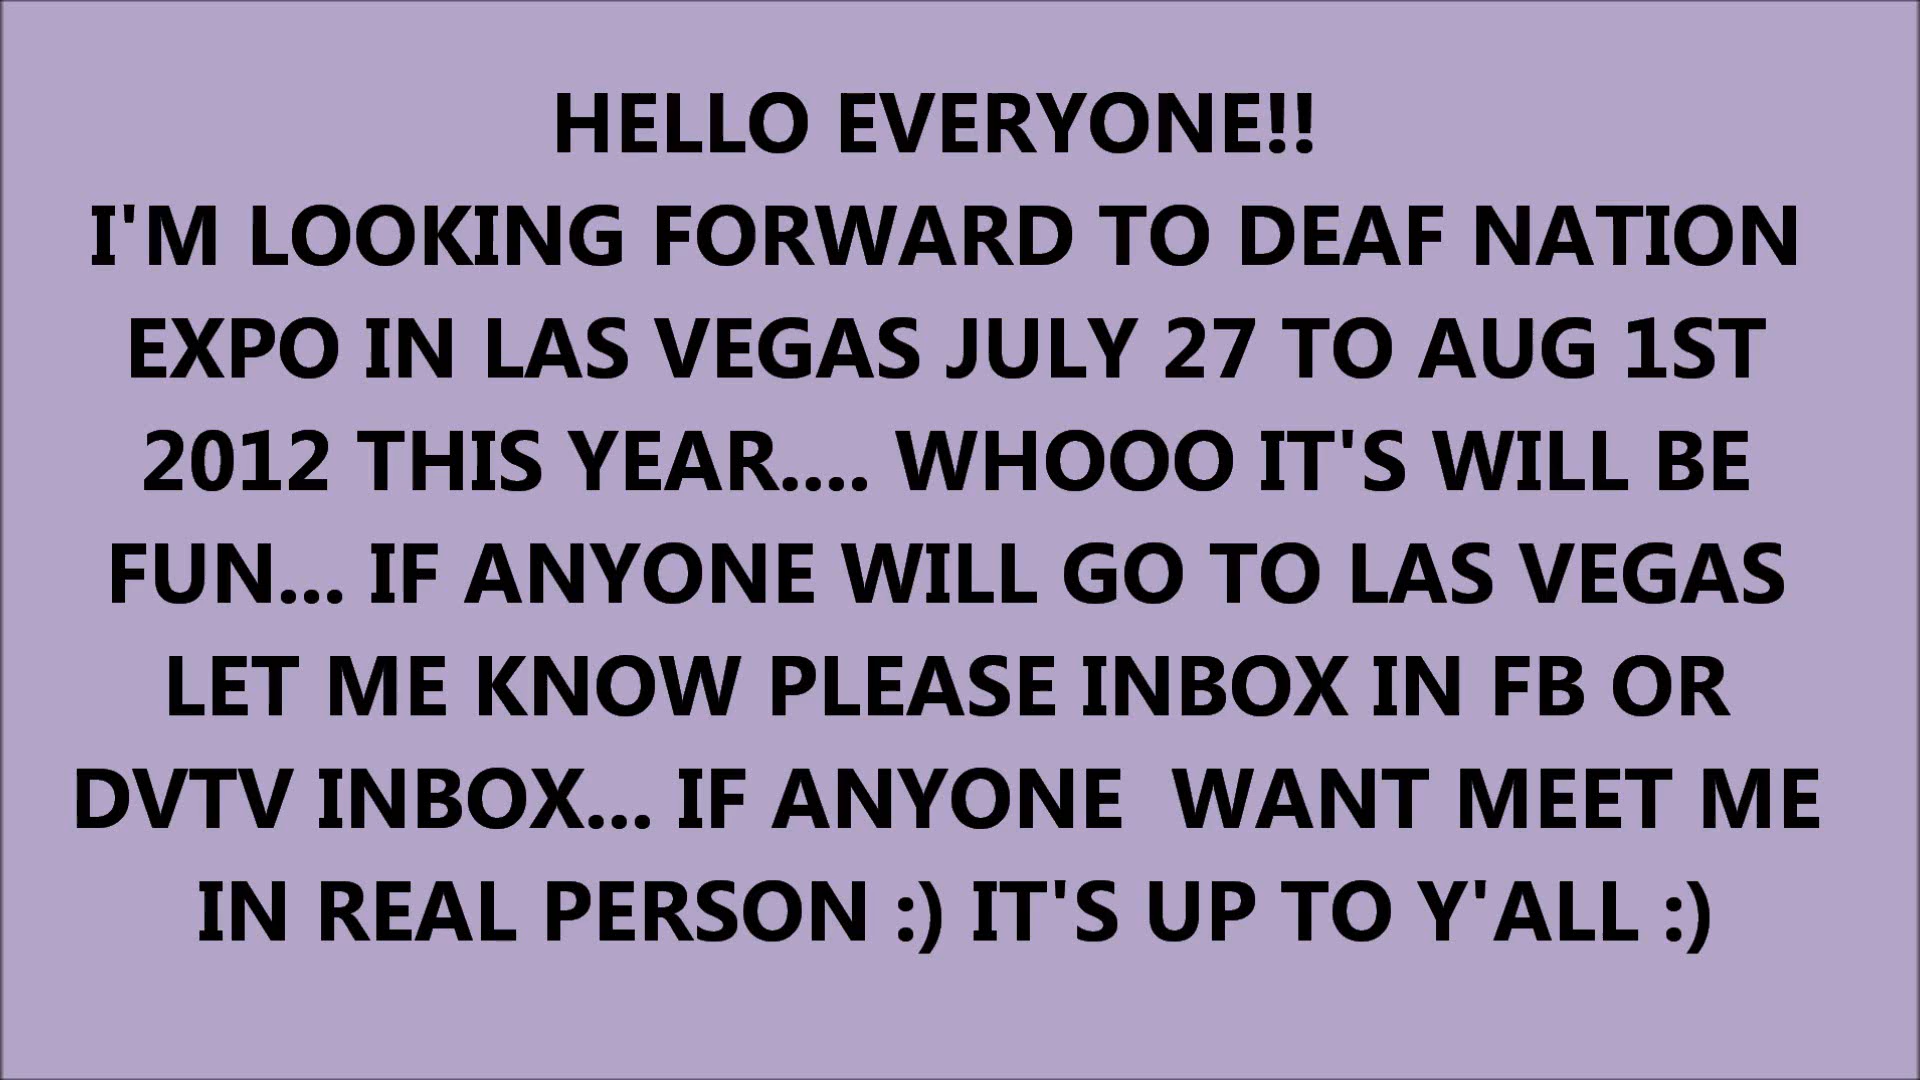 HELLO EVERYONE!!
I'M LOOKING FORWARD TO DEAF NATION
EXPO IN LAS VEGAS JULY 27 TO AUG 1ST
2012 THIS YEAR.... WHOOO IT'S WILL BE
FUN... IF ANYONE WILL GO TO LAS VEGAS
LET ME KNOW PLEASE INBOX IN FB OR
DVTV INBOX... IF ANYONE  WANT MEET ME
IN REAL PERSON :) IT'S UP TO Y'ALL :)